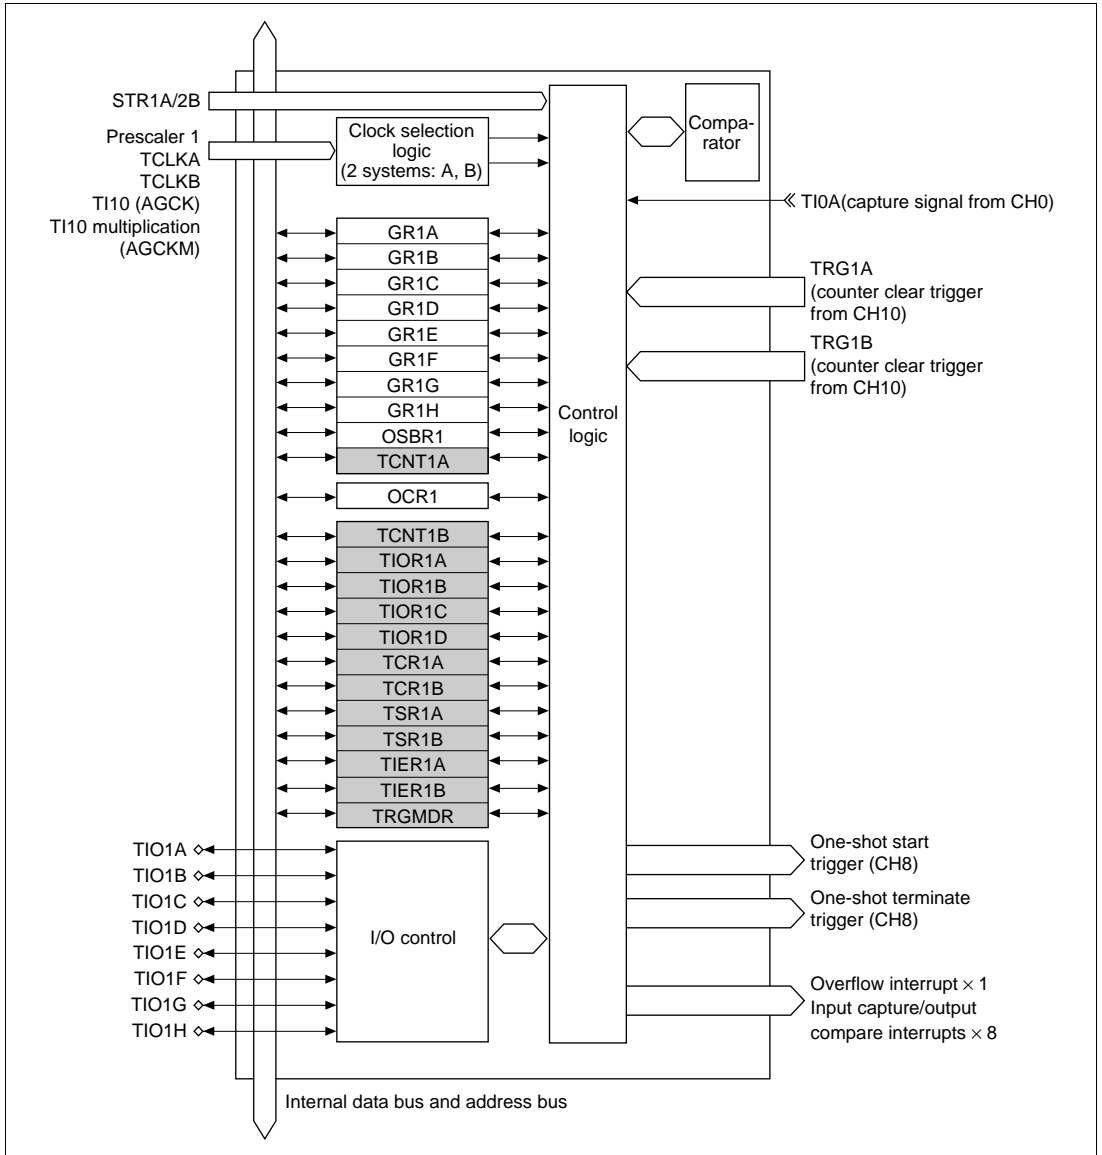 STR1A/2B
Prescaler 1
TCLKA
TCLKB
TI10 (AGCK)
TI10 multiplication
(AGCKM)
Clock selection
logic
(2 systems: A, B)
GR1A
GR1B
GR1C
GR1D
GR1E
GR1F
GR1G
GR1H
OSBR1
TCNT1A
OCR1
TCNT1B
TIOR1A
TIOR1B
TIOR1C
TIOR1D
TCR1A
TCR1B
TSR1A
TSR1B
TIER1A
TIER1B
TRGMDR
TIO1A
TIO1B
TIO1C
TIO1D
TIO1E
TIO1F
TIO1G
TIO1H
I/O control
Control
logic
Compa-
rator
TI0A(capture signal from CH0)
TRG1A
(counter clear trigger
from CH10)
TRG1B
(counter clear trigger
from CH10)
One-shot start
trigger (CH8)
One-shot terminate
trigger (CH8)
Overflow interrupt × 1
Input capture/output
compare interrupts × 8
Internal data bus and address bus